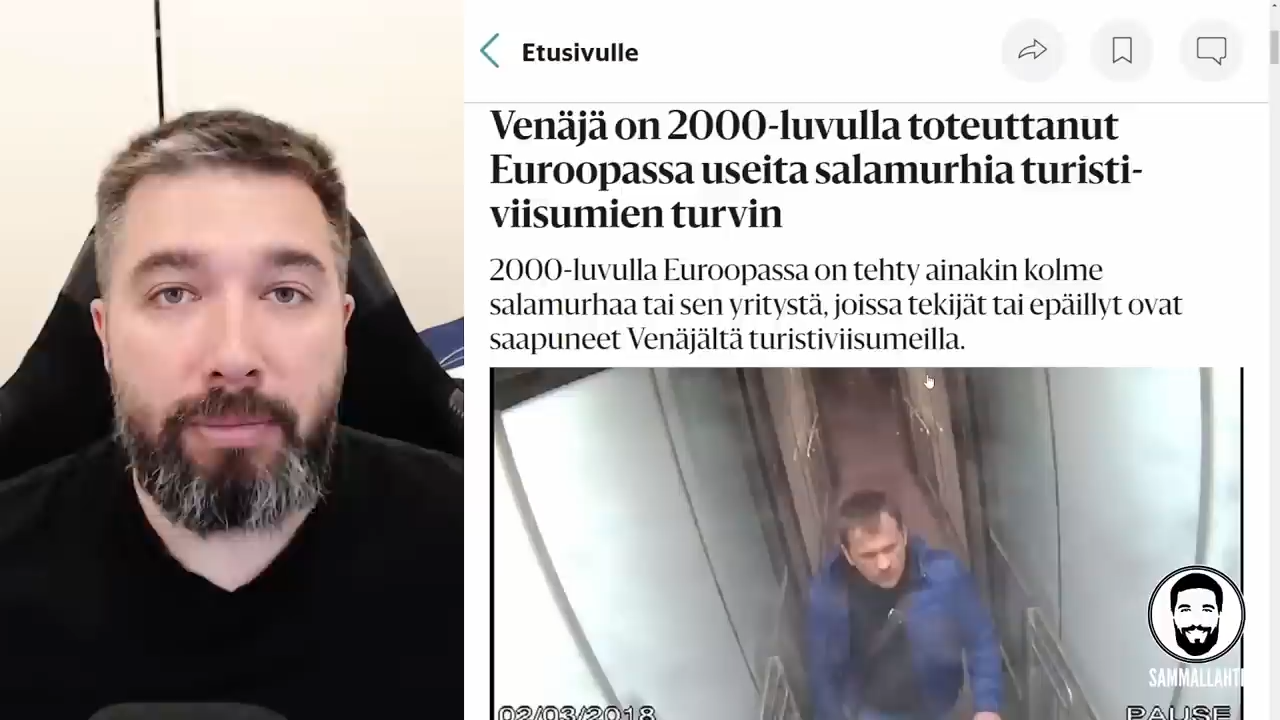 Etusivulle
Venäjä on 2000-luvulla toteuttanut
Euroopassa useita salamurhia turisti-
viisumien turvin
2000-luvulla Euroopassa on tehty ainakin kolme
salamurhaa tai sen yritystä, joissa tekijät tai epäillyt ovat
saapuneet Venäjältä turistiviisumeilla.
SAMMALLAHTI
02/03/2018
PAUSE